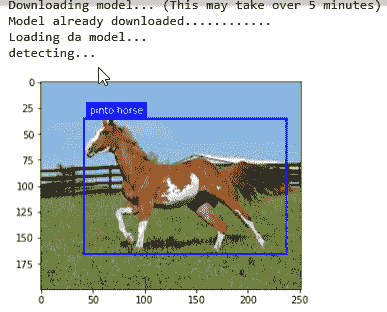 Downloading model... (This may take over 5 minutes)
Model already downloaded............
Loading da model...
detecting...
0
pinto horse
25
50
75
100
125
150
175
0 50 100 150 200 250